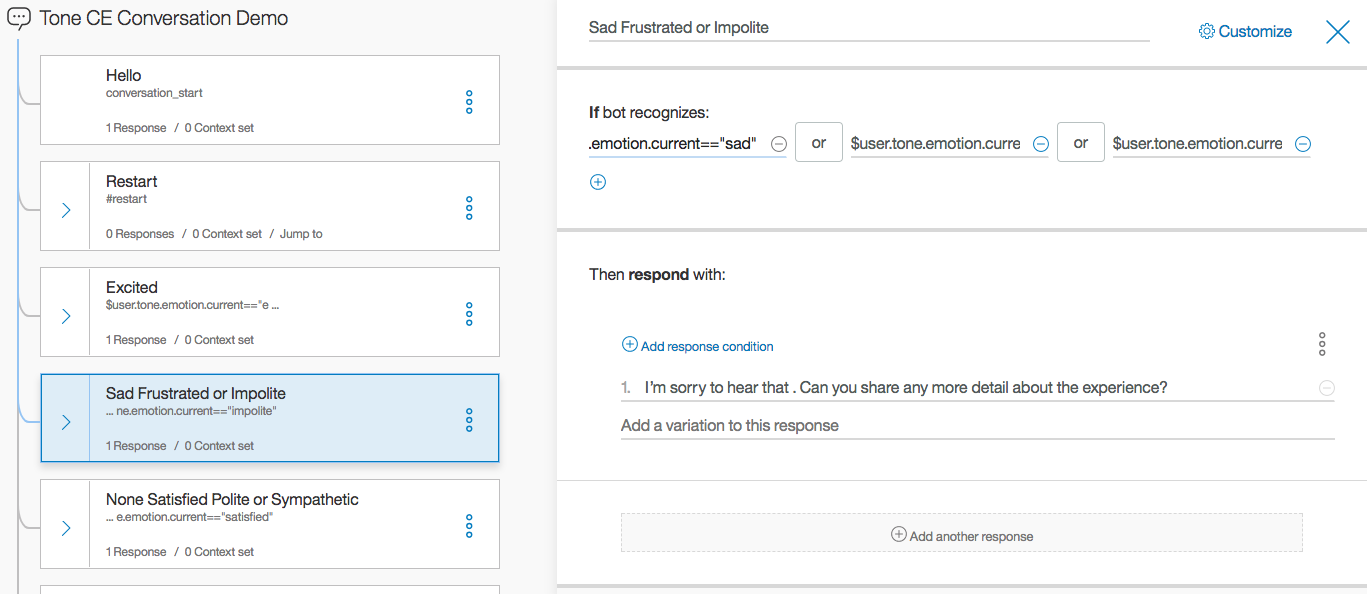 Tone CE Conversation Demo
Hello
conversation_start
1 Response / 0 Context set
Restart
#restart
0 Responses / 0 Context set / Jump to
Excited
$user.tone.emotion.current=="e ...
1 Response / 0 Context set
Sad Frustrated or Impolite
... ne.emotion.current=="impolite"
1 Response / 0 Context set
None Satisfied Polite or Sympathetic
... e.emotion.current=="satisfied"
1 Response / 0 Context set
Sad Frustrated or Impolite
Customize
If bot recognizes:
.emotion.current=="sad" or $user.tone.emotion.curre or $user.tone.emotion.curre
Then respond with:
Add response condition
1. I'm sorry to hear that . Can you share any more detail about the experience?
Add a variation to this response
Add another response